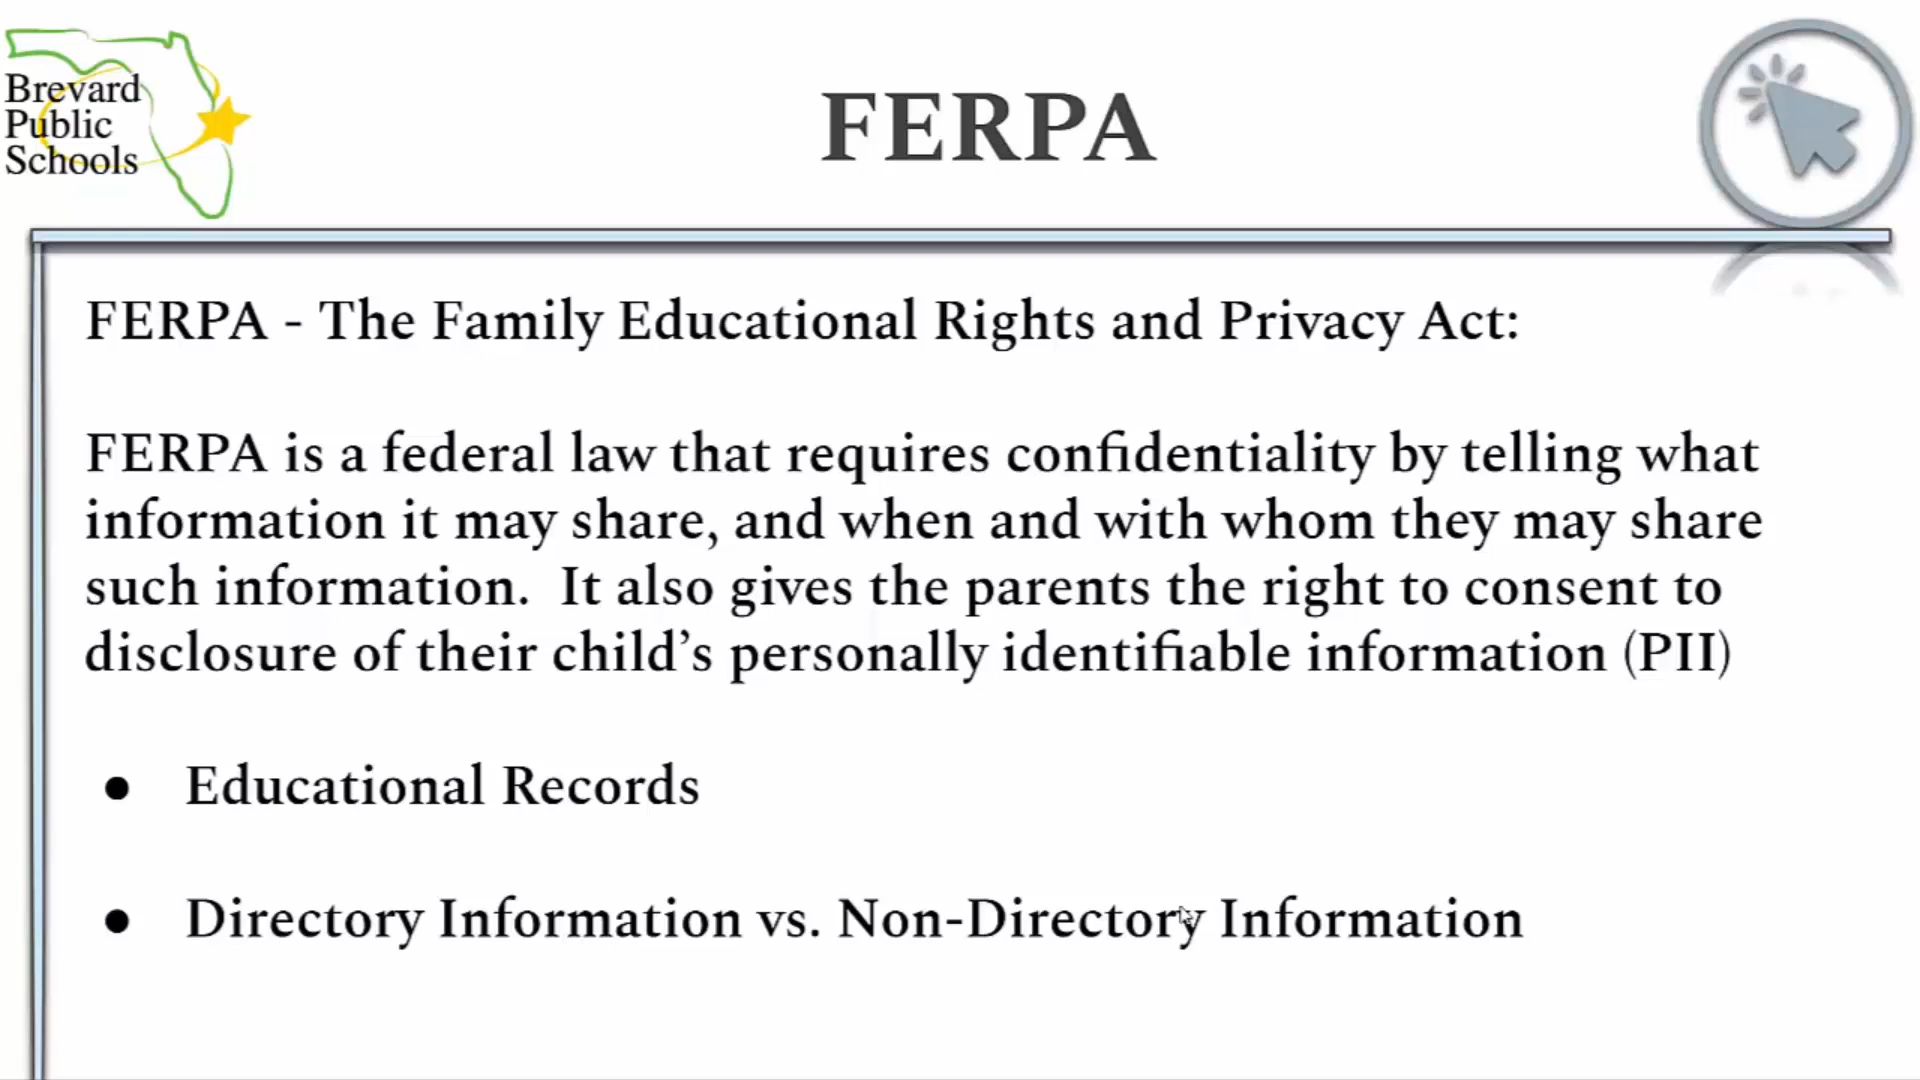 Brevard
Public
Schools
FERPA
FERPA - The Family Educational Rights and Privacy Act:
FERPA is a federal law that requires confidentiality by telling what
information it may share, and when and with whom they may share
such information.  It also gives the parents the right to consent to
disclosure of their child’s personally identifiable information (PII)
● Educational Records
● Directory Information vs. Non-Directory Information